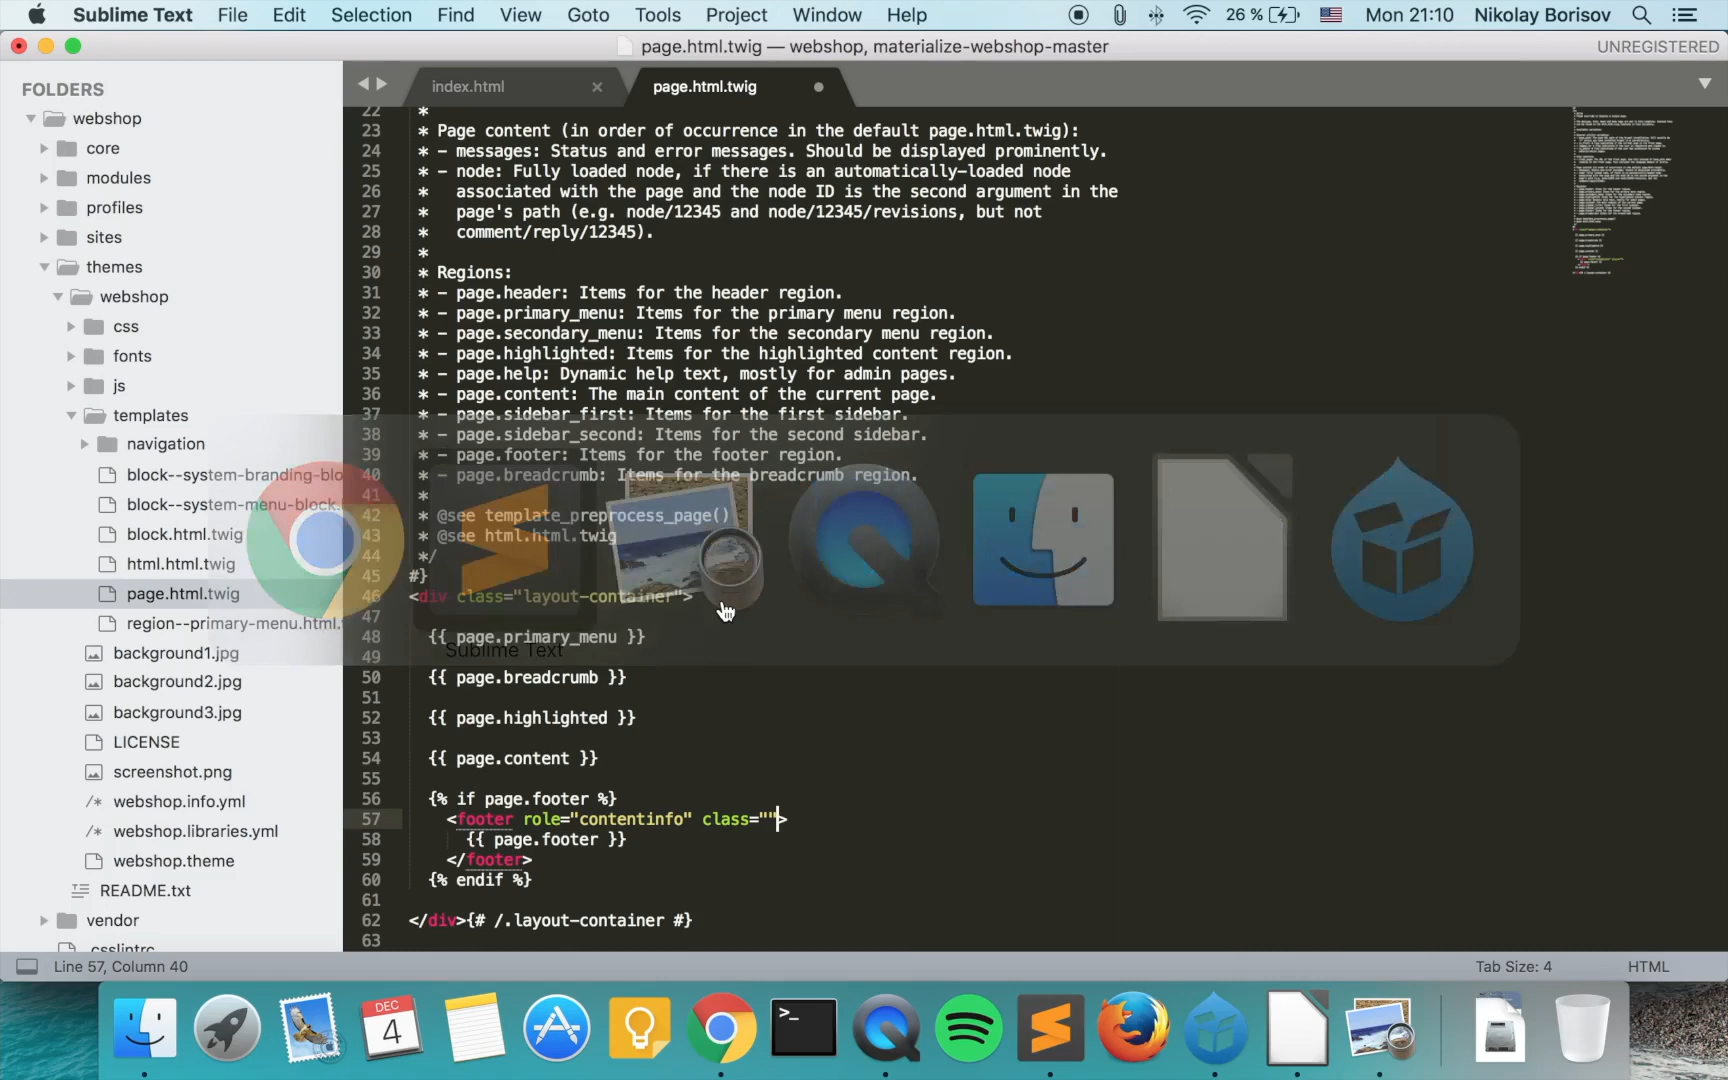 Sublime Text File Edit Selection Find View Goto Tools Project Window Help 26 % Mon 21:10 Nikolay Borisov
page.html.twig — webshop, materialize-webshop-master UNREGISTERED
index.html page.html.twig
FOLDERS
webshop
core
modules
profiles
sites
themes
webshop
css
fonts
js
templates
navigation
block--system-branding-blo
block--system-menu-block.
block.html.twig
html.html.twig
page.html.twig
region--primary-menu.html.
background1.jpg
background2.jpg
background3.jpg
LICENSE
screenshot.png
/* webshop.info.yml
/* webshop.libraries.yml
webshop.theme
README.txt
vendor
.csslintrc
22 *
23 * Page content (in order of occurrence in the default page.html.twig):
24 * - messages: Status and error messages. Should be displayed prominently.
25 * - node: Fully loaded node, if there is an automatically-loaded node
26 *   associated with the page and the node ID is the second argument in the
27 *   page's path (e.g. node/12345 and node/12345/revisions, but not
28 *   comment/reply/12345).
29 *
30 * Regions:
31 * - page.header: Items for the header region.
32 * - page.primary_menu: Items for the primary menu region.
33 * - page.secondary_menu: Items for the secondary menu region.
34 * - page.highlighted: Items for the highlighted content region.
35 * - page.help: Dynamic help text, mostly for admin pages.
36 * - page.content: The main content of the current page.
37 * - page.sidebar_first: Items for the first sidebar.
38 * - page.sidebar_second: Items for the second sidebar.
39 * - page.footer: Items for the footer region.
40 * - page.breadcrumb: Items for the breadcrumb region.
41 *
42 * @see template_preprocess_page()
43 * @see html.html.twig
44 */
45 #}
46 <div class="layout-container">
47
48 {{ page.primary_menu }}
Sublime Text
49
50 {{ page.breadcrumb }}
51
52 {{ page.highlighted }}
53
54 {{ page.content }}
55
56 {% if page.footer %}
57 <footer role="contentinfo" class="">
58 {{ page.footer }}
59 </footer>
60 {% endif %}
61
62 </div>{# /.layout-container #}
63
Line 57, Column 40 Tab Size: 4 HTML
DEC
4
>_